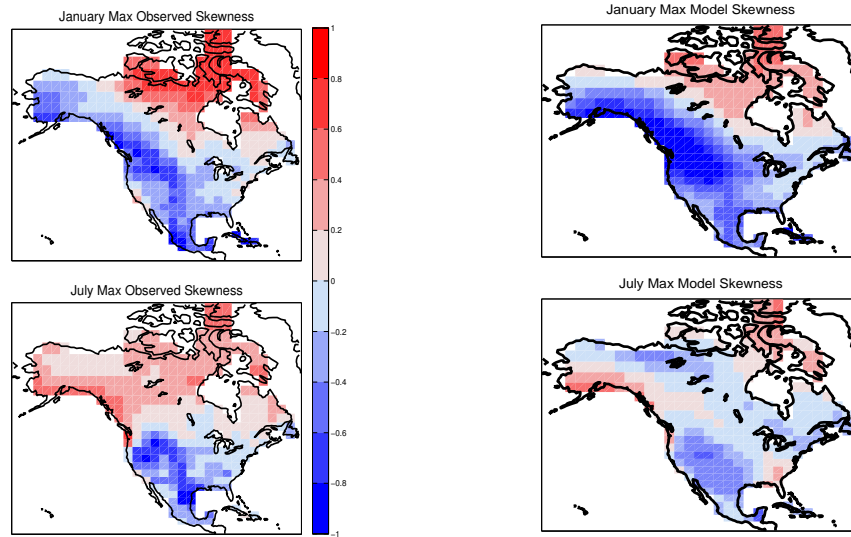 January Max Observed Skewness
January Max Model Skewness
1
0.8
0.6
0.4
0.2
0
−0.2
−0.4
−0.6
−0.8
−1
July Max Observed Skewness
July Max Model Skewness